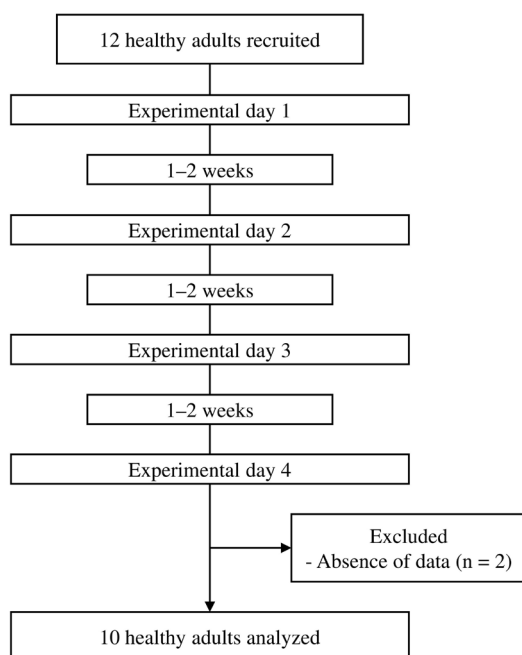 12 healthy adults recruited
Experimental day 1
1–2 weeks
Experimental day 2
1–2 weeks
Experimental day 3
1–2 weeks
Experimental day 4
Excluded
- Absence of data (n = 2)
10 healthy adults analyzed